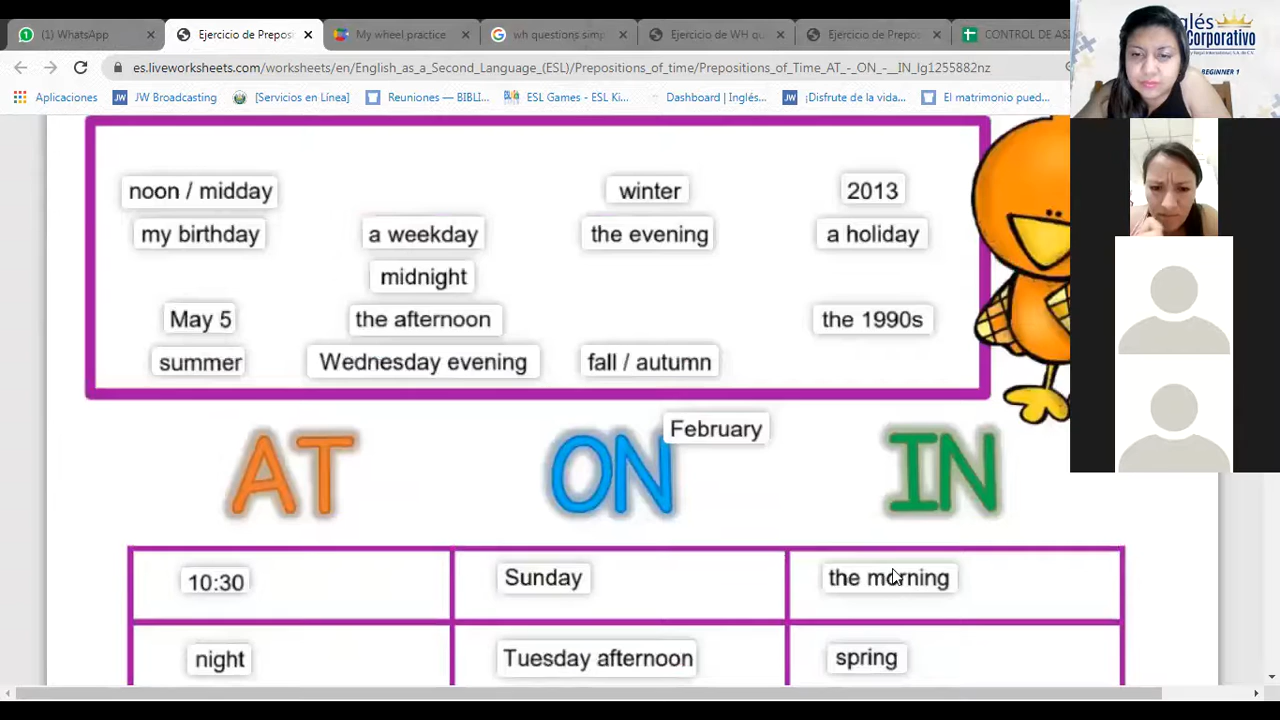 (1) WhatsApp
Ejercicio de Preposi
My wheel practice
wh questions simp
Ejercicio de WH qu
Ejercicio de Prepos
CONTROL DE AS
es.liveworksheets.com/worksheets/en/English_as_a_Second_Language_(ESL)/Prepositions_of_time/Prepositions_of_Time_AT_-_ON_-__IN_lg1255882nz
Aplicaciones
JW Broadcasting
[Servicios en Línea]
Reuniones — BIBLI...
ESL Games - ESL Ki...
Dashboard | Inglés...
¡Disfrute de la vida...
El matrimonio pued...
nglés
Corporativo
BEGINNER 1
noon / midday
winter
2013
my birthday
a weekday
the evening
a holiday
midnight
May 5
the afternoon
the 1990s
summer
Wednesday evening
fall / autumn
February
AT
ON
IN
10:30
Sunday
the morning
night
Tuesday afternoon
spring